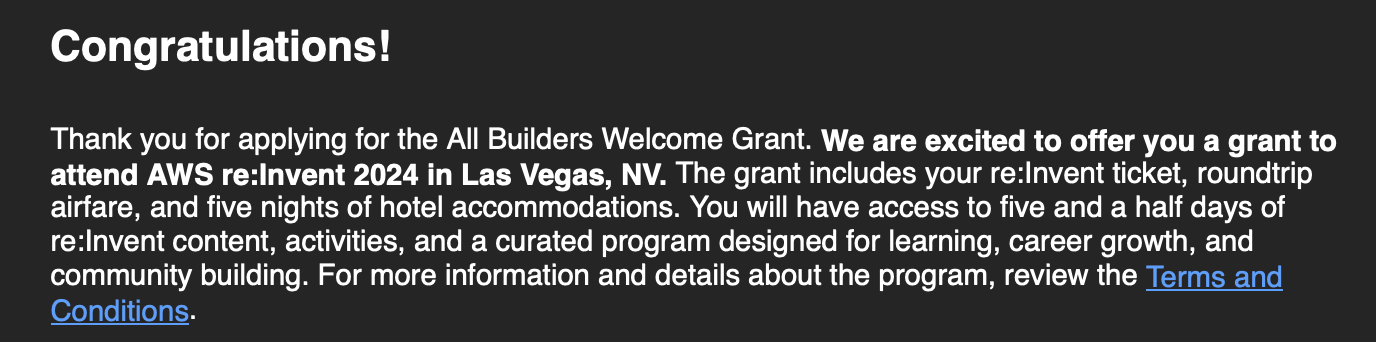 Congratulations!
Thank you for applying for the All Builders Welcome Grant. We are excited to offer you a grant to
attend AWS re:Invent 2024 in Las Vegas, NV. The grant includes your re:Invent ticket, roundtrip
airfare, and five nights of hotel accommodations. You will have access to five and a half days of
re:Invent content, activities, and a curated program designed for learning, career growth, and
community building. For more information and details about the program, review the Terms and
Conditions.